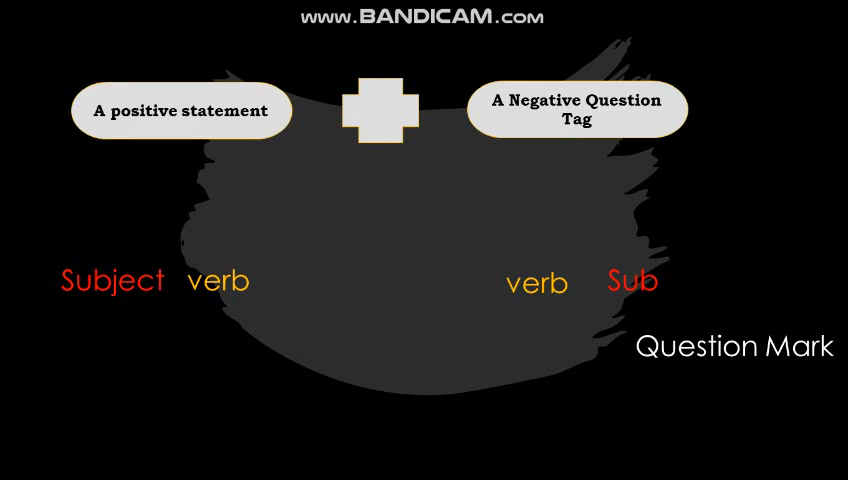 www.BANDICAM.com
A positive statement
A Negative Question
Tag
Subject verb
verb Sub
Question Mark